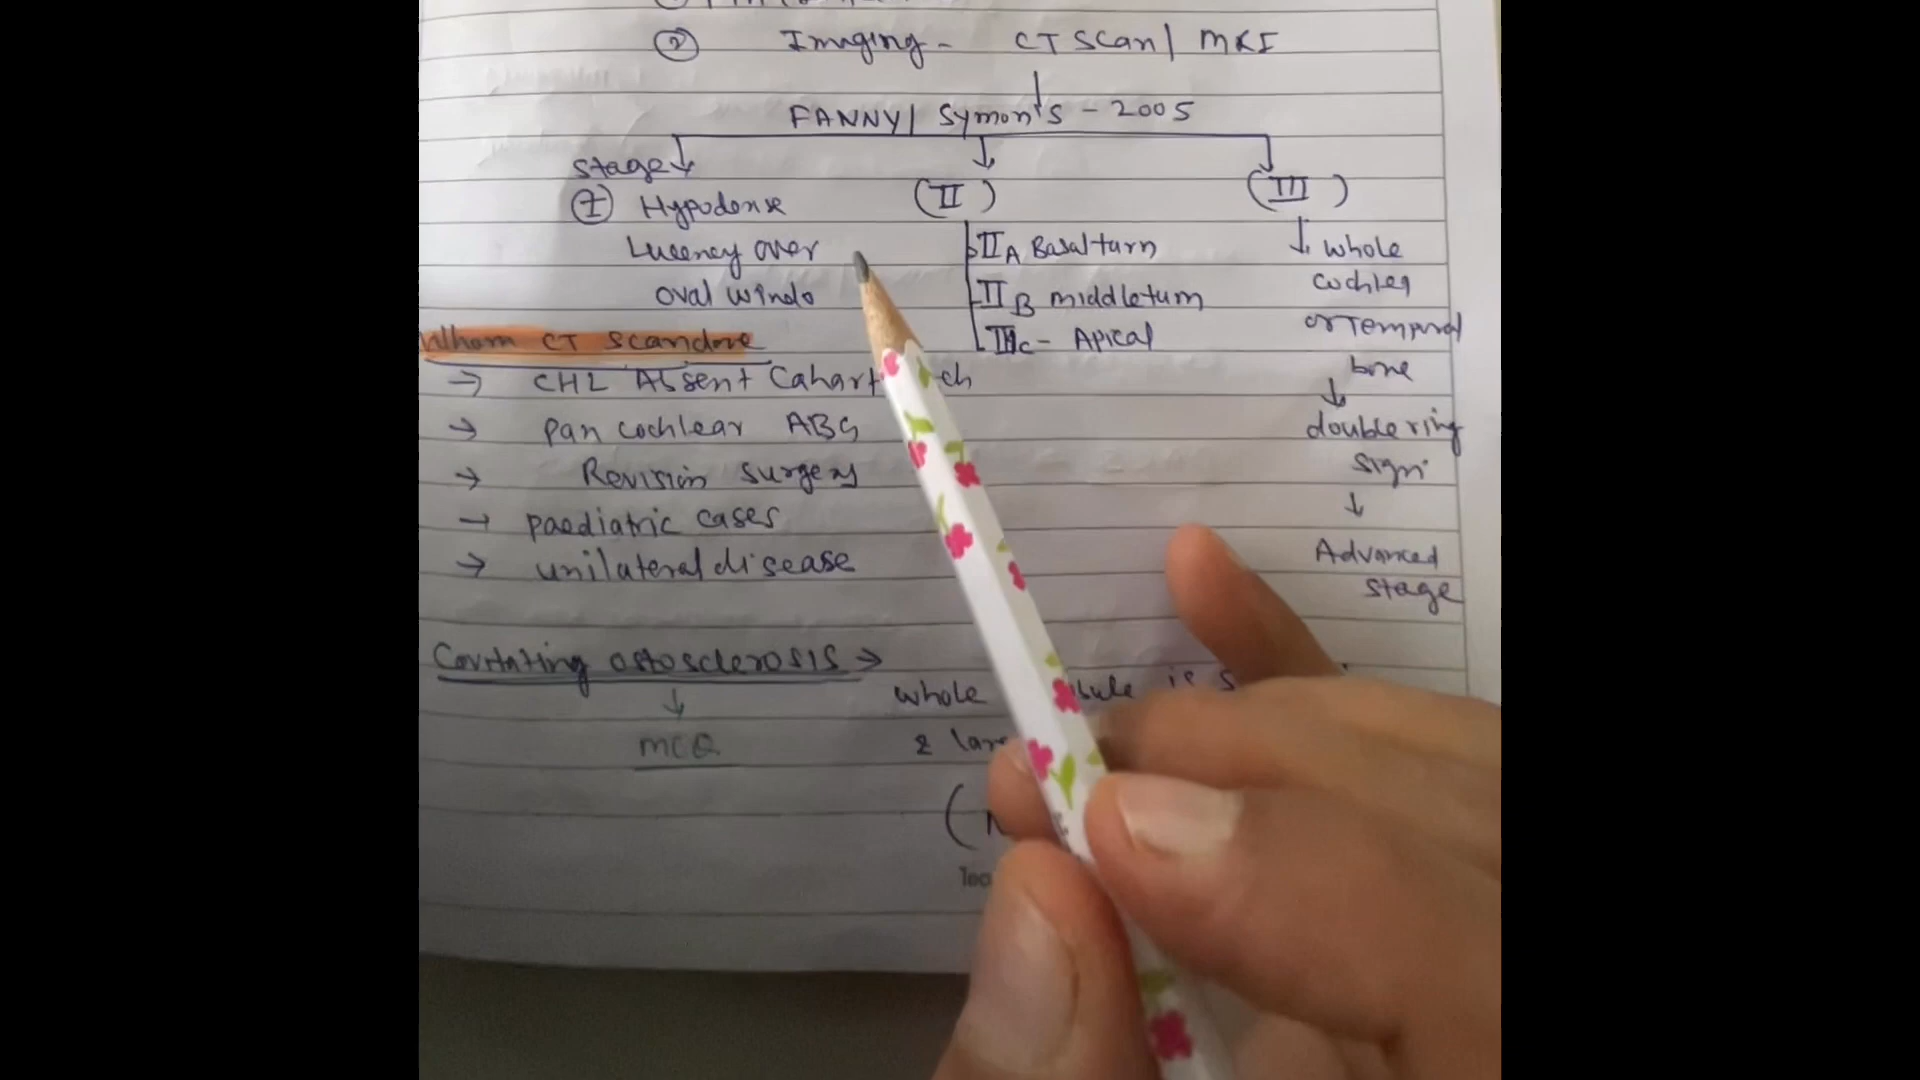 ② Imaging - CT Scan / MRI
FANNY / Symon's - 2005
Stage
Ⓘ Hypodense
Lucency over
oval windo
(II)
IIA Basal turn
IIB middle turn
IIc - Apical
(III)
whole
cochlea
or Temporal
bone
double ring
sign
Advanced
stage
Whom CT Scan done
→ CHL Absent
→ Pan cochlear ABG
→ Revision surgery
→ paediatric cases
→ unilateral disease
Cavitating ostosclerosis →
MCQ
whole is